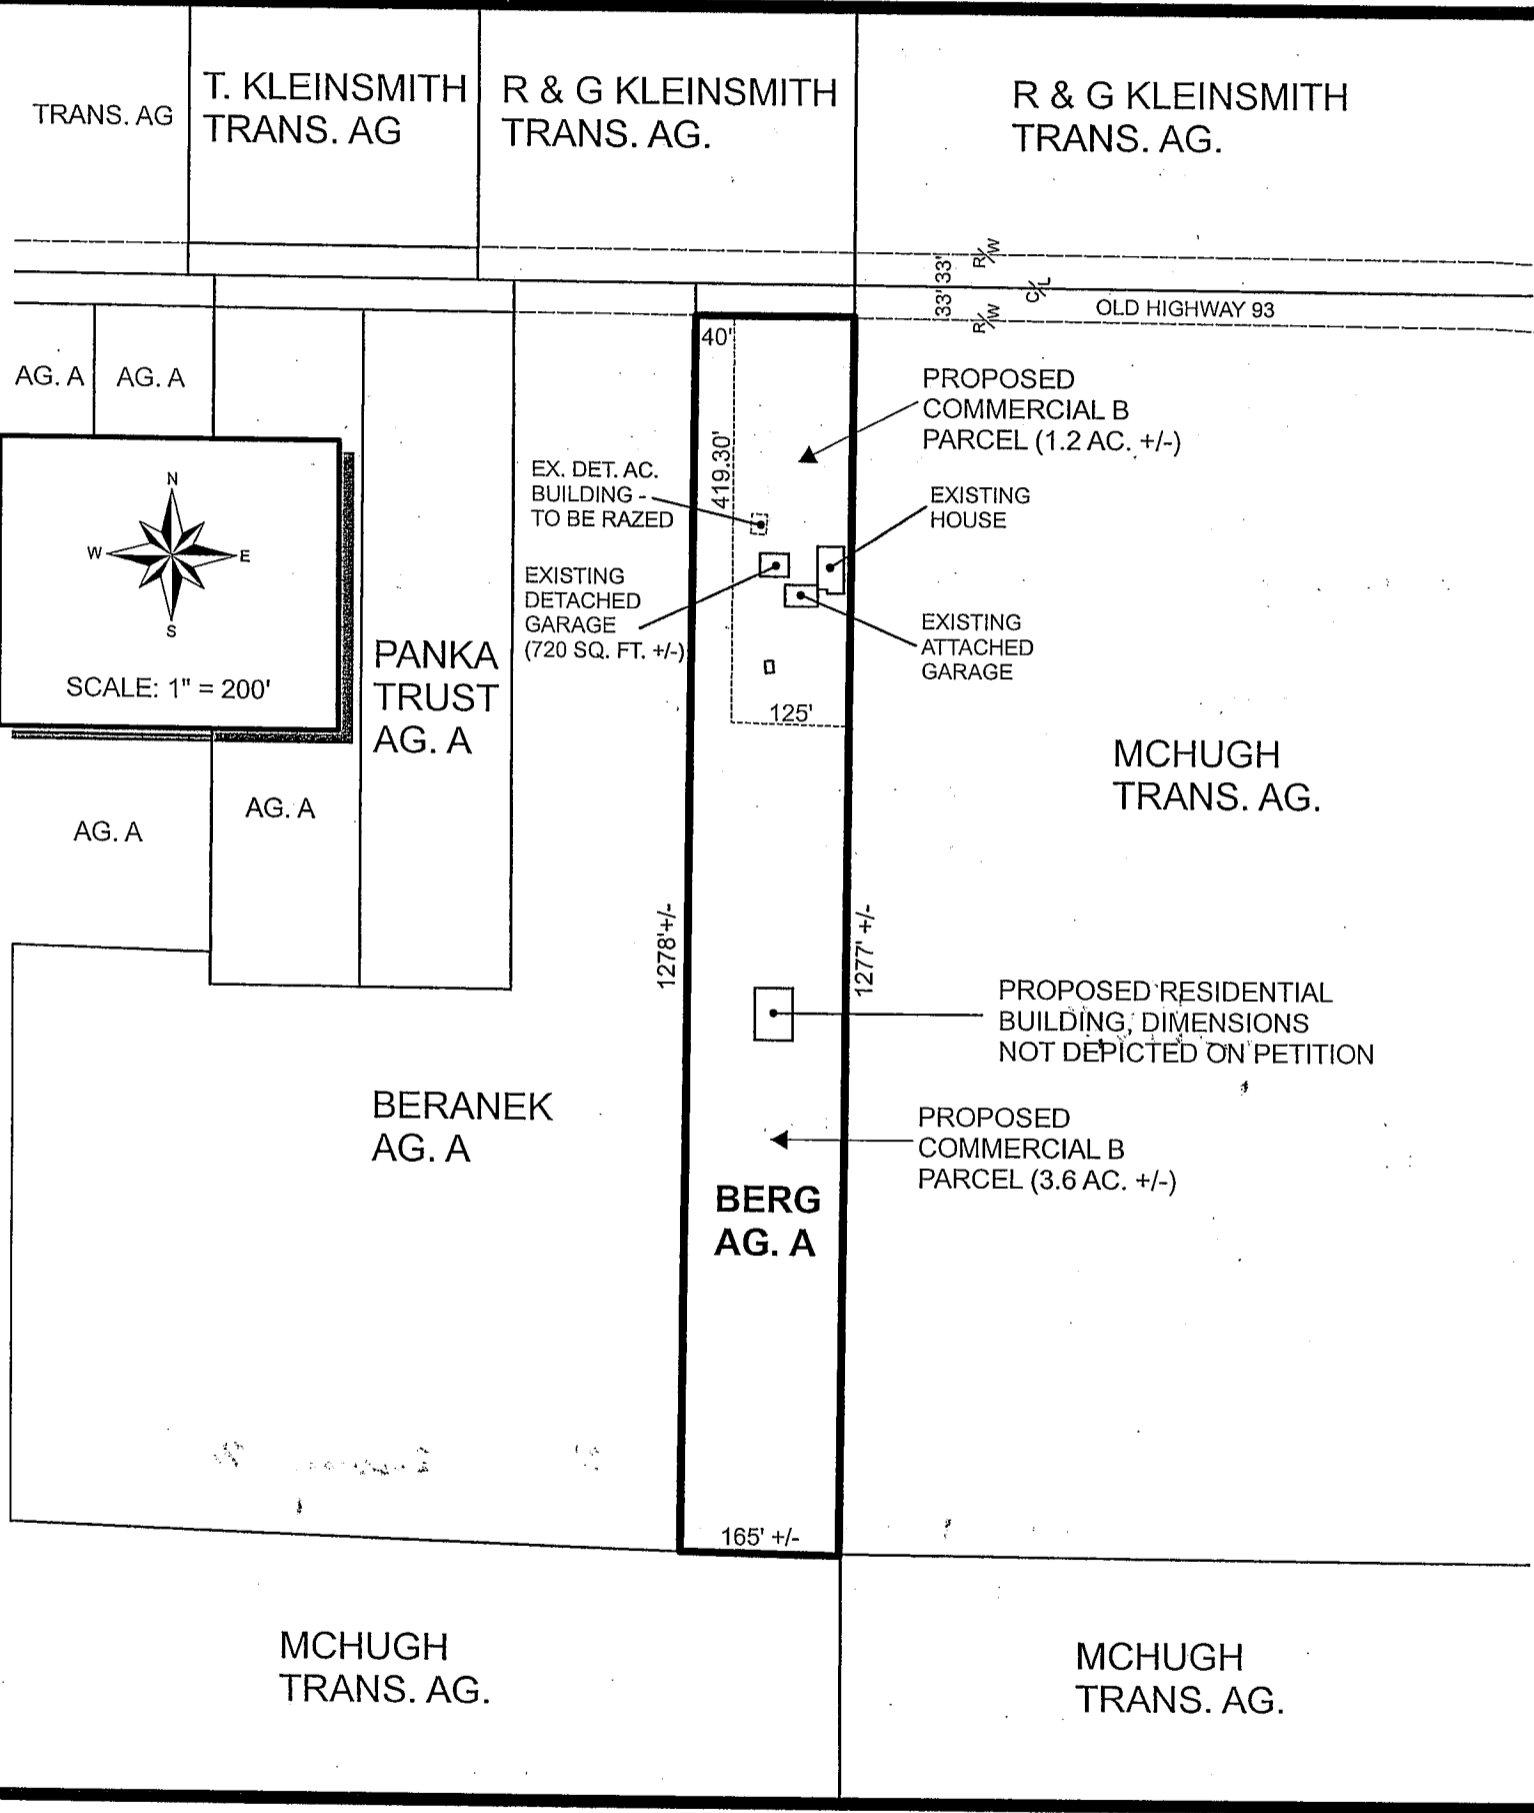 TRANS. AG
T. KLEINSMITH
TRANS. AG
R & G KLEINSMITH
TRANS. AG.
R & G KLEINSMITH
TRANS. AG.
33' 33'
R/W
C/L
R/W
OLD HIGHWAY 93
AG. A
AG. A
40'
419.30'
PROPOSED
COMMERCIAL B
PARCEL (1.2 AC. +/-)
EX. DET. AC.
BUILDING -
TO BE RAZED
EXISTING
HOUSE
N
W
E
S
SCALE: 1" = 200'
EXISTING
DETACHED
GARAGE
(720 SQ. FT. +/-)
EXISTING
ATTACHED
GARAGE
PANKA
TRUST
AG. A
125'
MCHUGH
TRANS. AG.
AG. A
AG. A
1278'+/-
1277' +/-
PROPOSED RESIDENTIAL
BUILDING, DIMENSIONS
NOT DEPICTED ON PETITION
BERANEK
AG. A
PROPOSED
COMMERCIAL B
PARCEL (3.6 AC. +/-)
BERG
AG. A
165' +/-
MCHUGH
TRANS. AG.
MCHUGH
TRANS. AG.